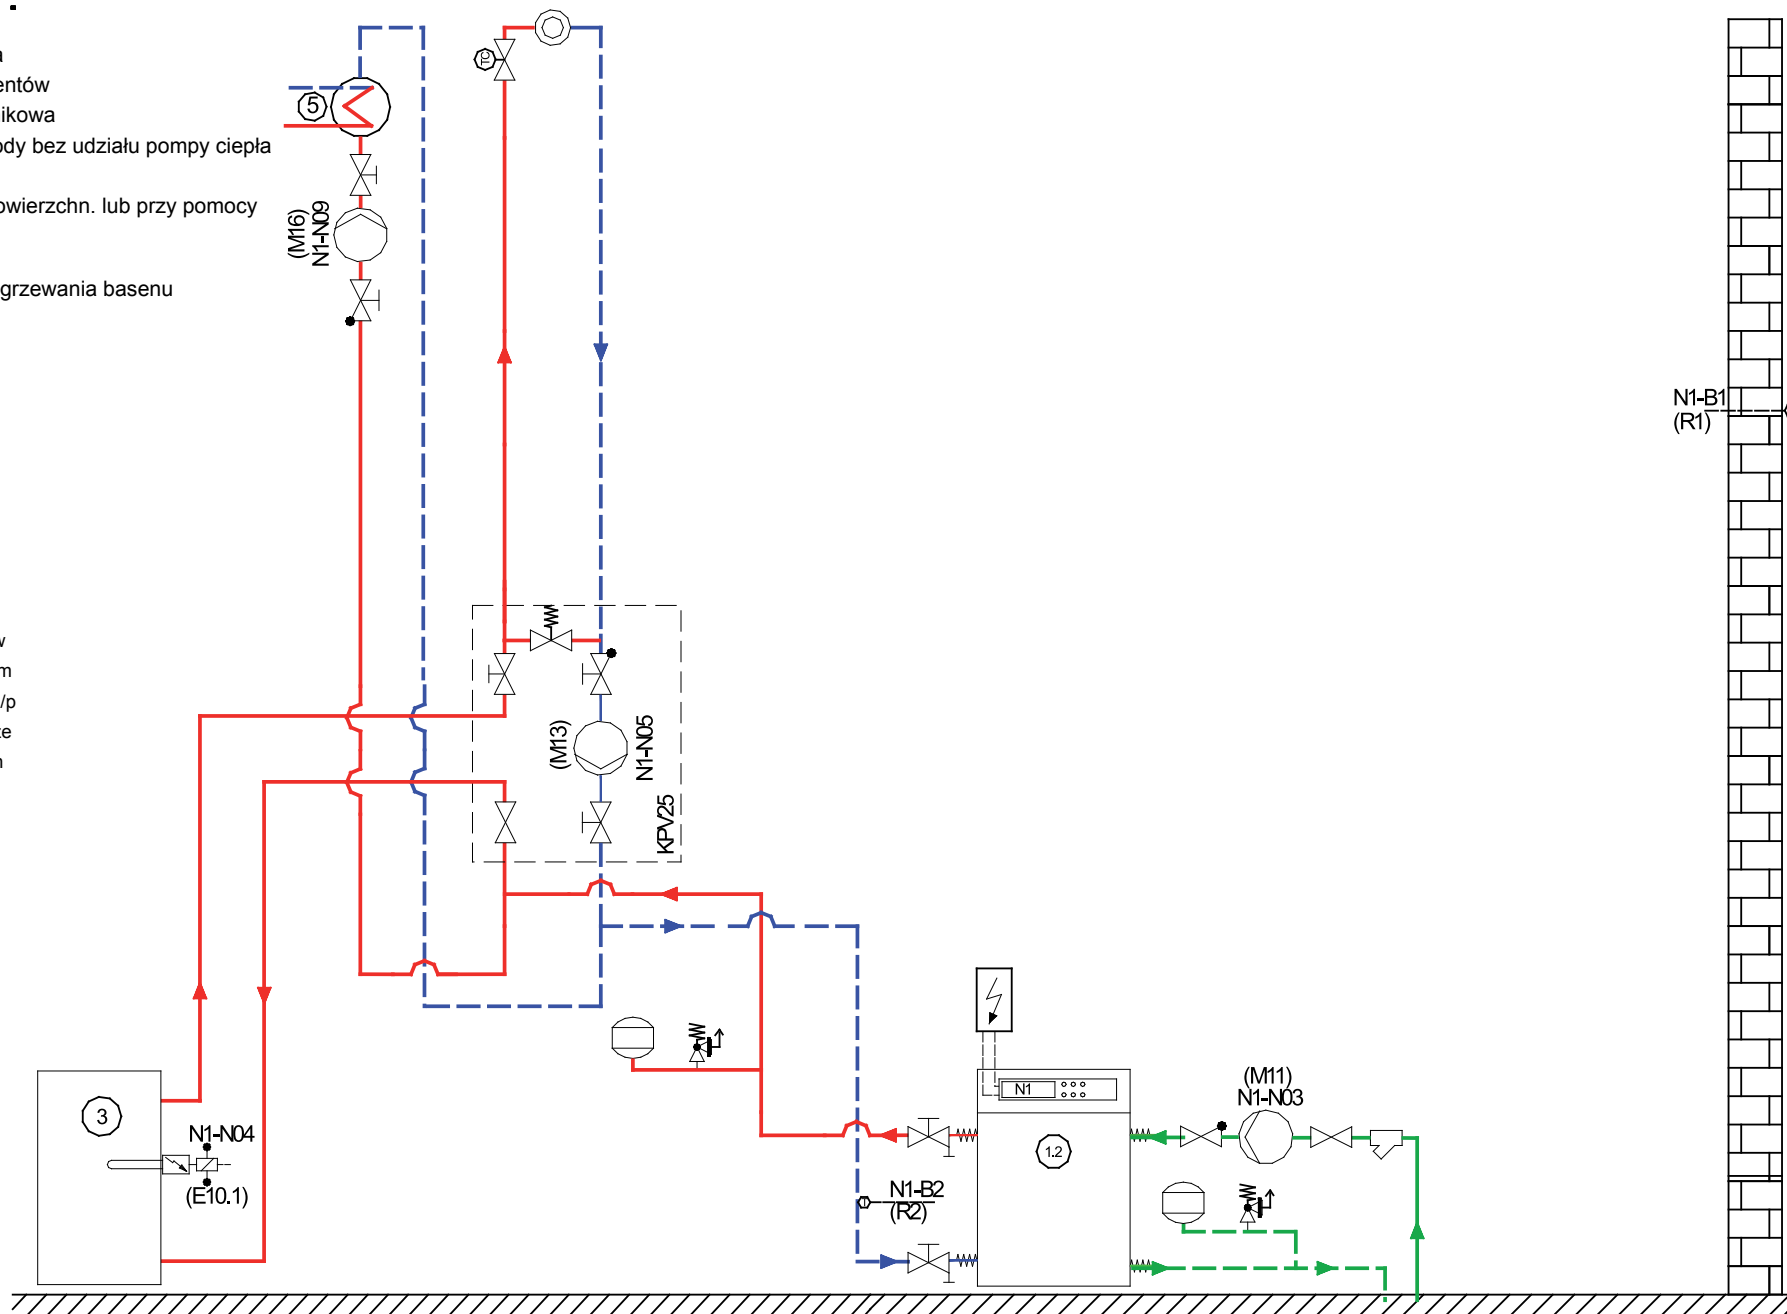 a
entów
ikowa
ody bez udziału pompy ciepła
owierzchn. lub przy pomocy
grzewania basenu
w
m
/p
że
n
5
TC
(M16)
N1-N09
N1-B1
(R1)
(M13)
N1-N05
KPV25
3
N1-N04
(E10.1)
N1
1.2
(M11)
N1-N03
N1-B2
(R2)